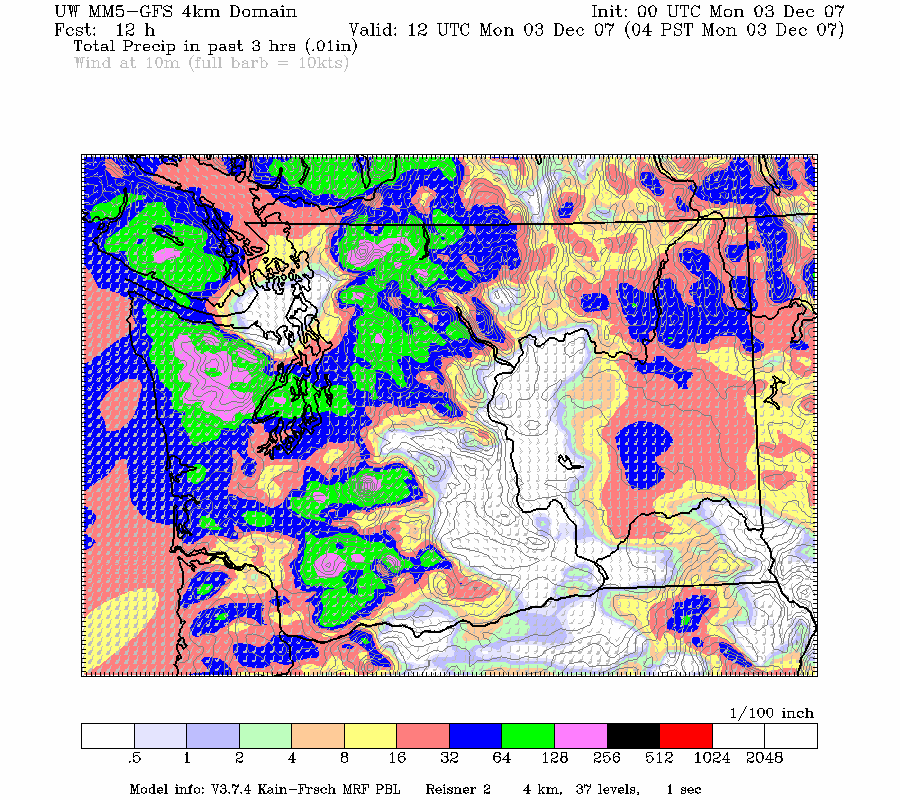 UW MM5-GFS 4km Domain Init: 00 UTC Mon 03 Dec 07
Fcst: 12 h Valid: 12 UTC Mon 03 Dec 07 (04 PST Mon 03 Dec 07)
Total Precip in past 3 hrs (.01in)
Wind at 10m (full barb = 10kts)
1/100 inch
.5 1 2 4 8 16 32 64 128 256 512 1024 2048
Model info: V3.7.4 Kain-Frsch MRF PBL Reisner 2 4 km, 37 levels, 1 sec